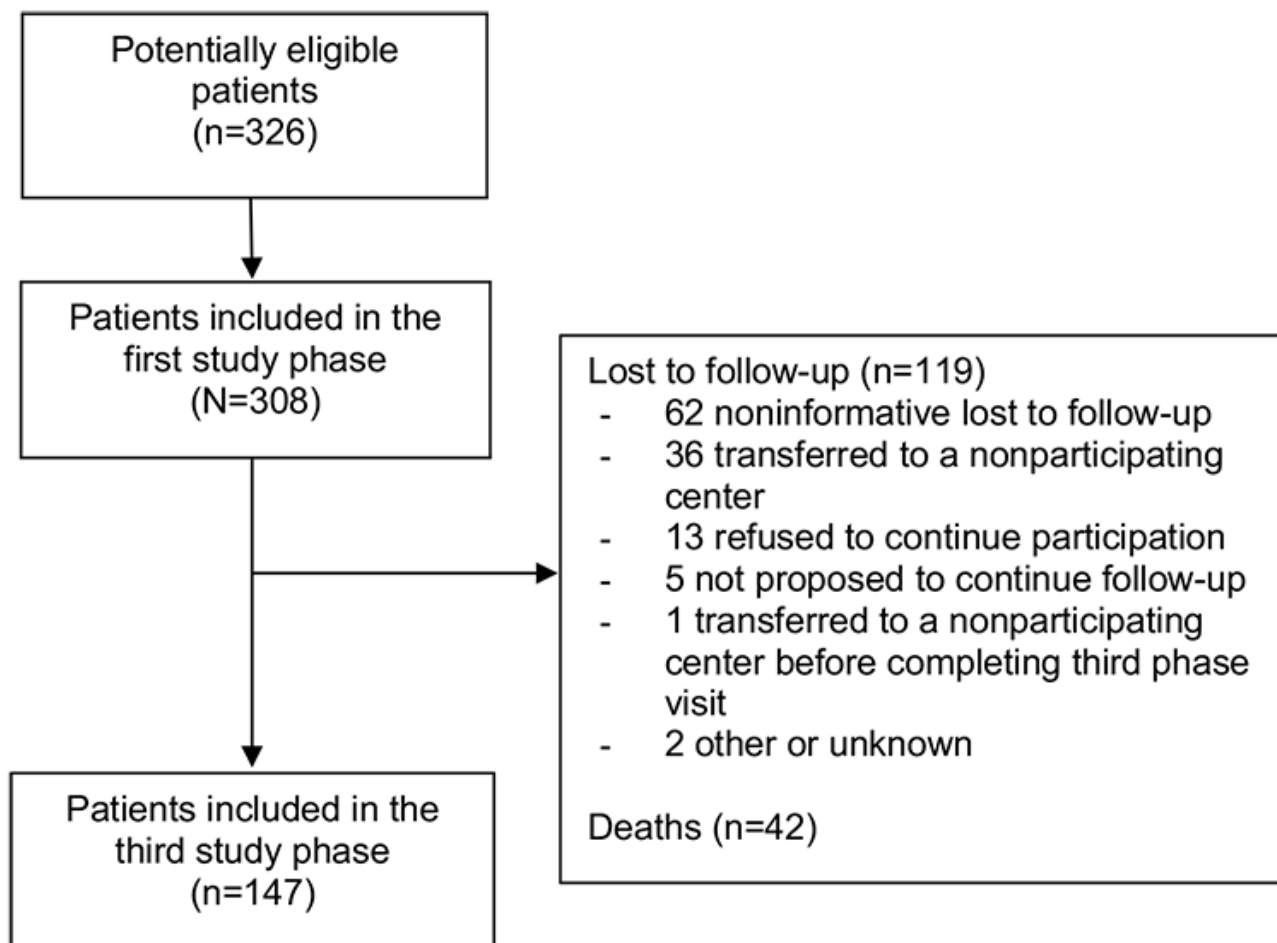 Potentially eligible
patients
(n=326)
Patients included in the
first study phase
(N=308)
Lost to follow-up (n=119)
- 62 noninformative lost to follow-up
- 36 transferred to a nonparticipating
center
- 13 refused to continue participation
- 5 not proposed to continue follow-up
- 1 transferred to a nonparticipating
center before completing third phase
visit
- 2 other or unknown
Deaths (n=42)
Patients included in the
third study phase
(n=147)